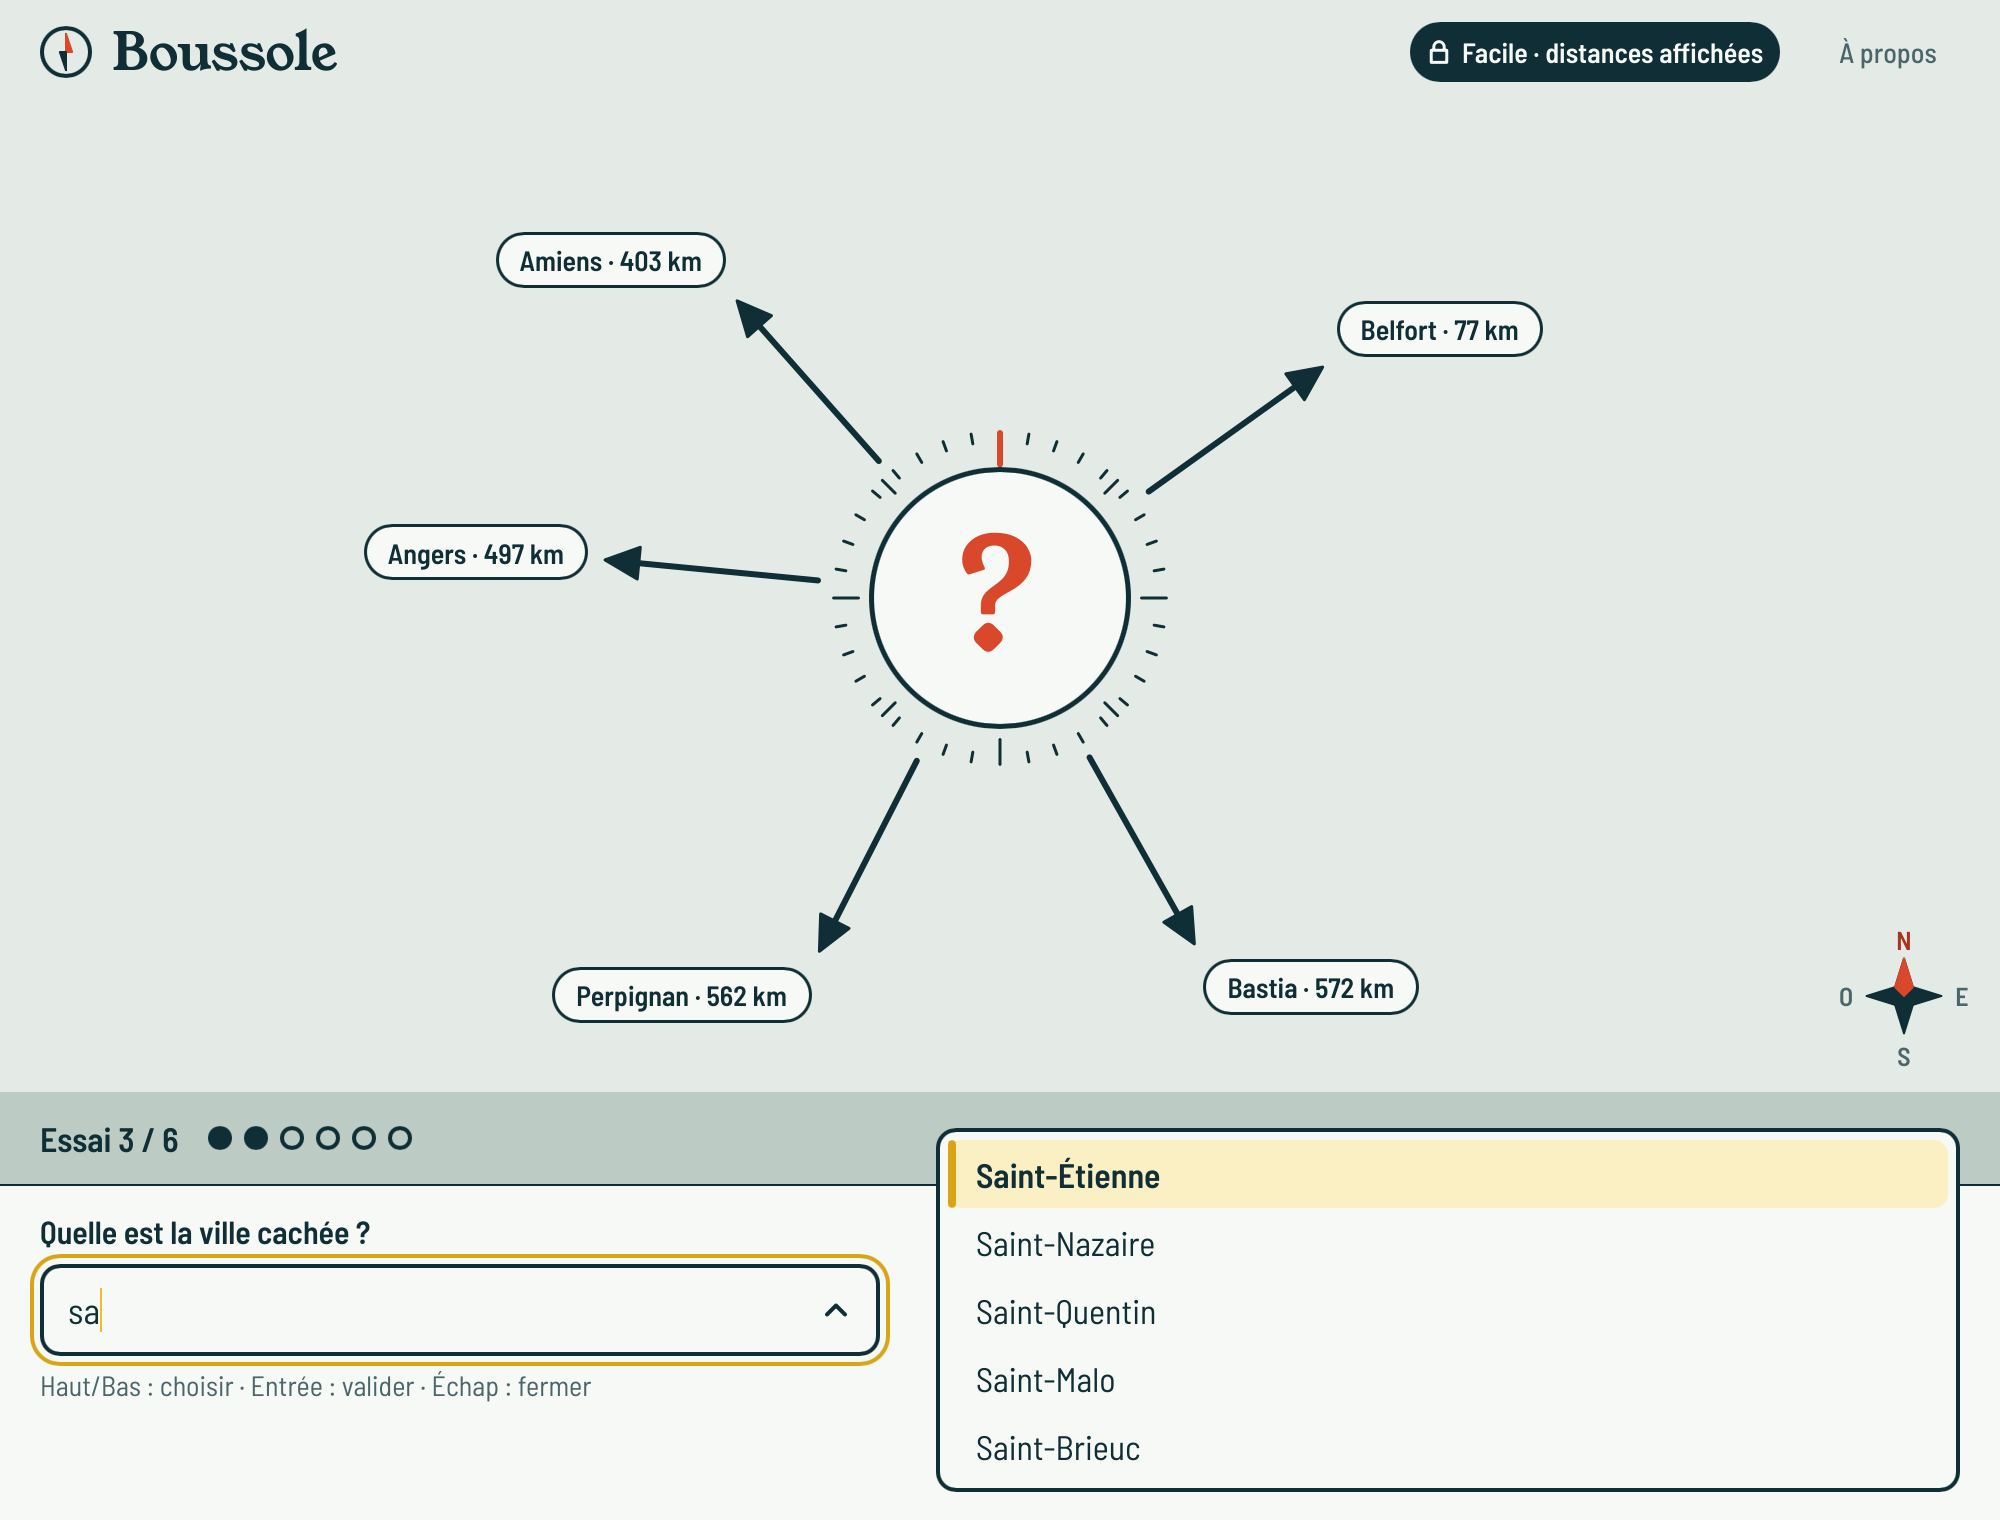 Boussole
Facile · distances affichées
À propos
Amiens · 403 km
Belfort · 77 km
Angers · 497 km
?
Perpignan · 562 km
Bastia · 572 km
N
O
E
S
Essai 3 / 6
Quelle est la ville cachée ?
sa
Haut/Bas : choisir · Entrée : valider · Échap : fermer
Saint-Étienne
Saint-Nazaire
Saint-Quentin
Saint-Malo
Saint-Brieuc